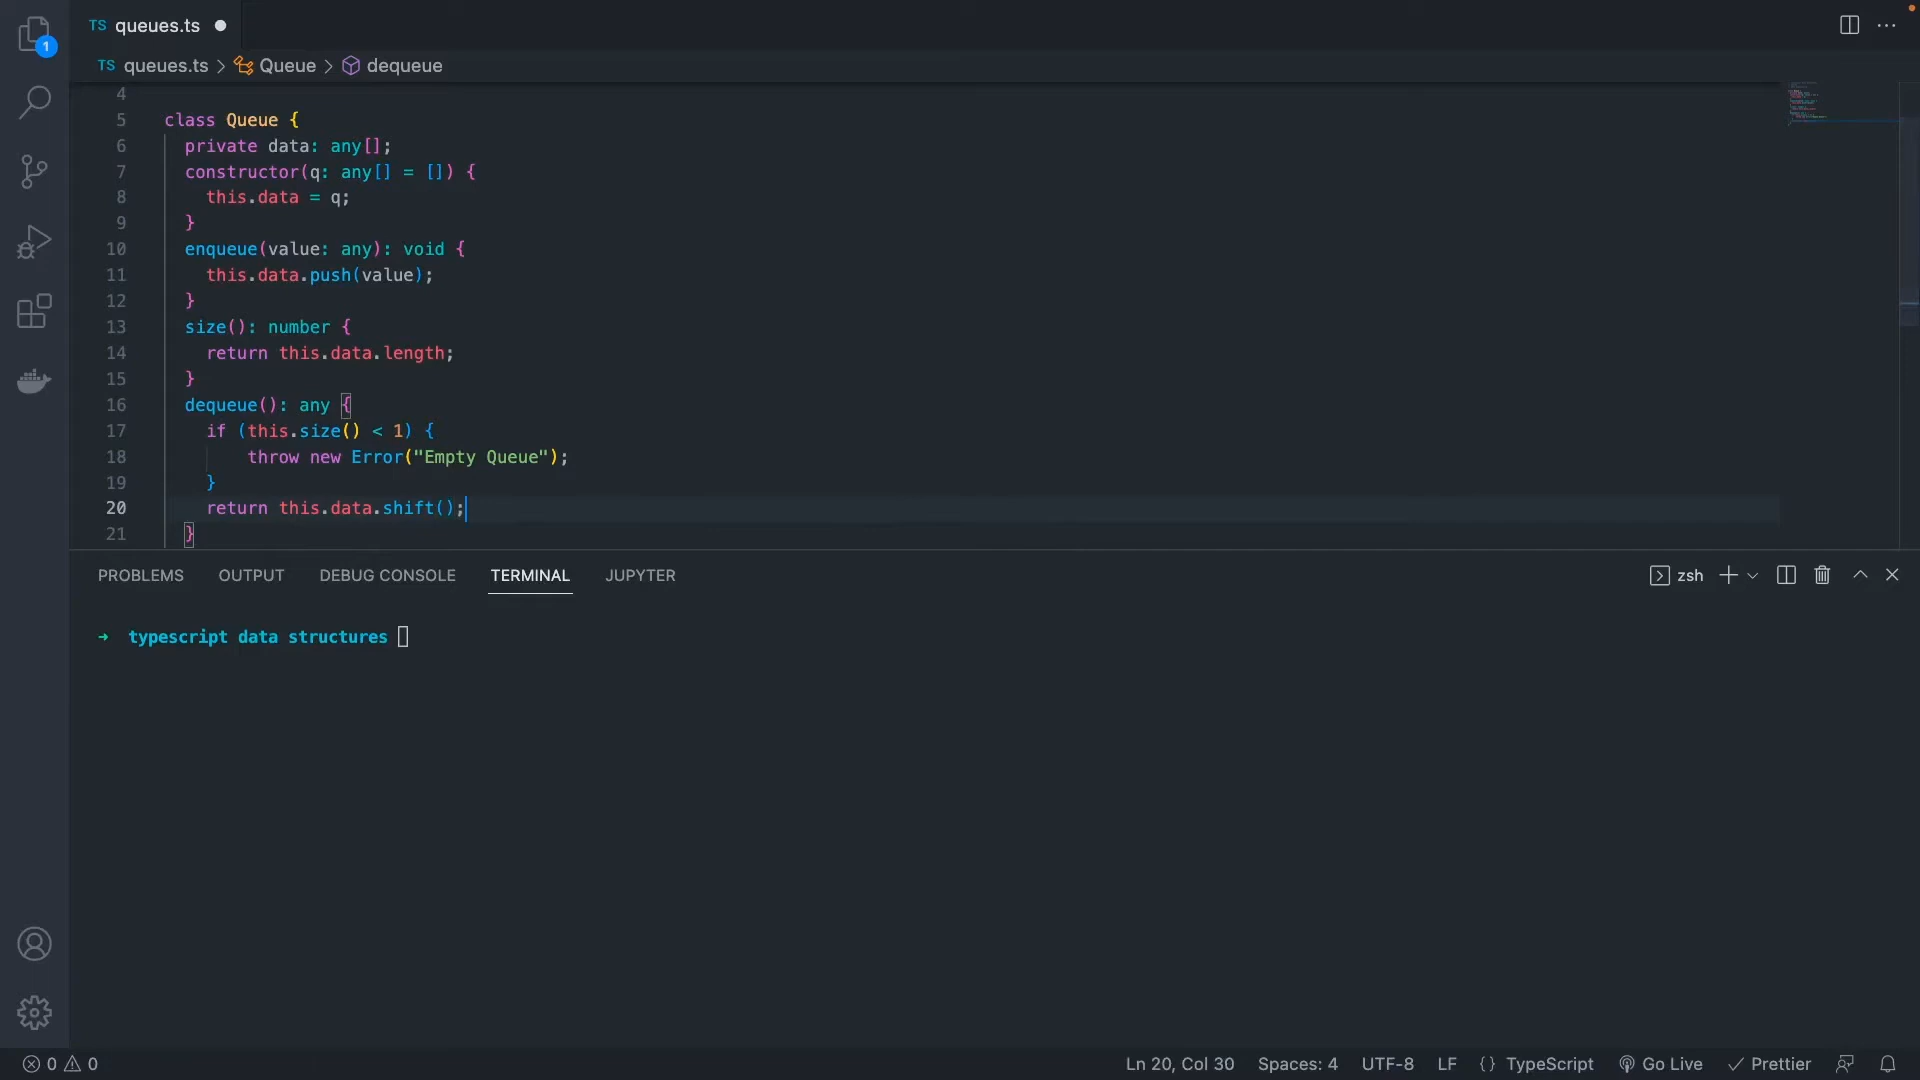 1
TS queues.ts
TS queues.ts > Queue > dequeue
4
5 class Queue {
6 private data: any[];
7 constructor(q: any[] = []) {
8 this.data = q;
9 }
10 enqueue(value: any): void {
11 this.data.push(value);
12 }
13 size(): number {
14 return this.data.length;
15 }
16 dequeue(): any {
17 if (this.size() < 1) {
18 throw new Error("Empty Queue");
19 }
20 return this.data.shift();
21 }
PROBLEMS OUTPUT DEBUG CONSOLE TERMINAL JUPYTER zsh
→ typescript data structures
0 0 Ln 20, Col 30 Spaces: 4 UTF-8 LF {} TypeScript Go Live Prettier